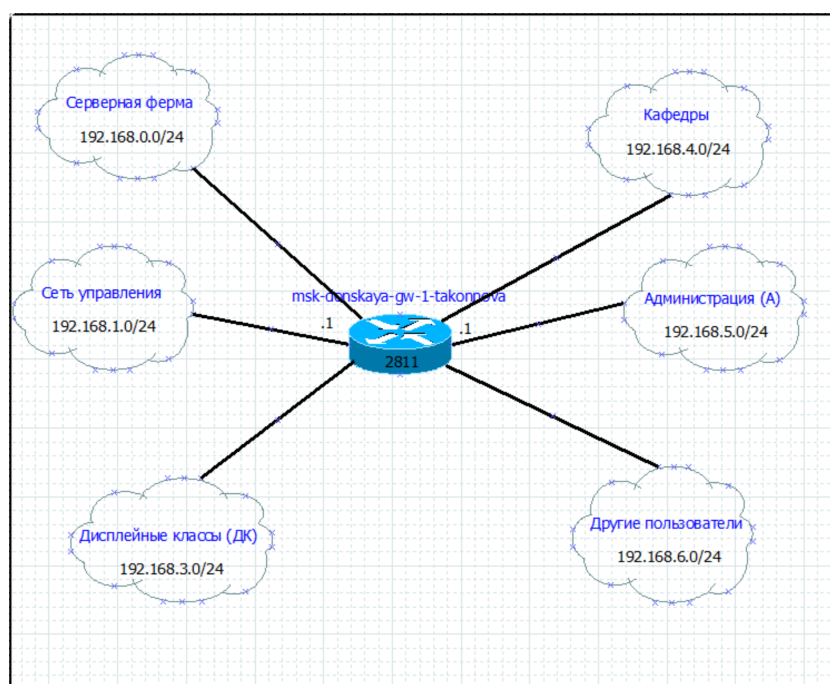 Серверная ферма
192.168.0.0/24
Кафедры
192.168.4.0/24
Сеть управления
192.168.1.0/24
msk-donskaya-gw-1-takonnova
.1
.1
2811
Администрация (А)
192.168.5.0/24
Дисплейные классы (ДК)
192.168.3.0/24
Другие пользователи
192.168.6.0/24